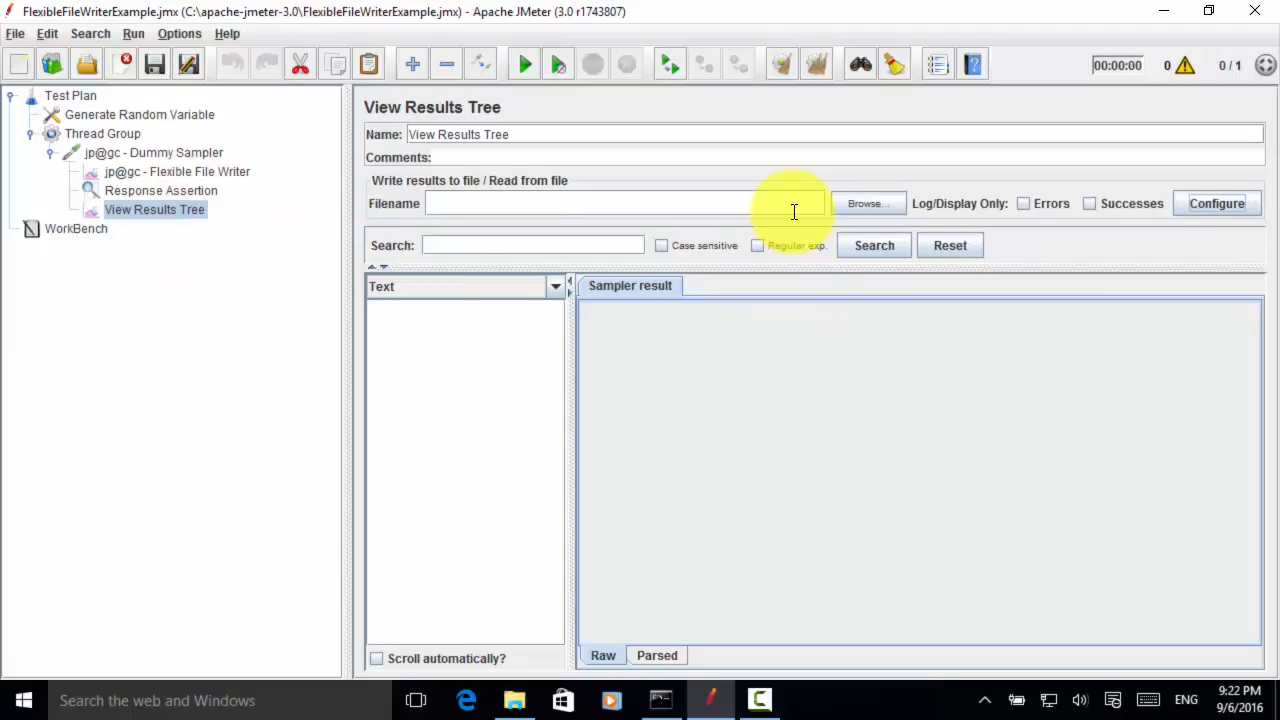 FlexibleFileWriterExample.jmx (C:\apache-jmeter-3.0\FlexibleFileWriterExample.jmx) - Apache JMeter (3.0 r1743807)
File Edit Search Run Options Help
00:00:00 0 0 / 1
Test Plan
Generate Random Variable
Thread Group
jp@gc - Dummy Sampler
jp@gc - Flexible File Writer
Response Assertion
View Results Tree
WorkBench
View Results Tree
Name: View Results Tree
Comments:
Write results to file / Read from file
Filename Browse... Log/Display Only: Errors Successes Configure
Search: Case sensitive Regular exp. Search Reset
Text
Sampler result
Scroll automatically?
Raw Parsed
Search the web and Windows
ENG
9:22 PM
9/6/2016